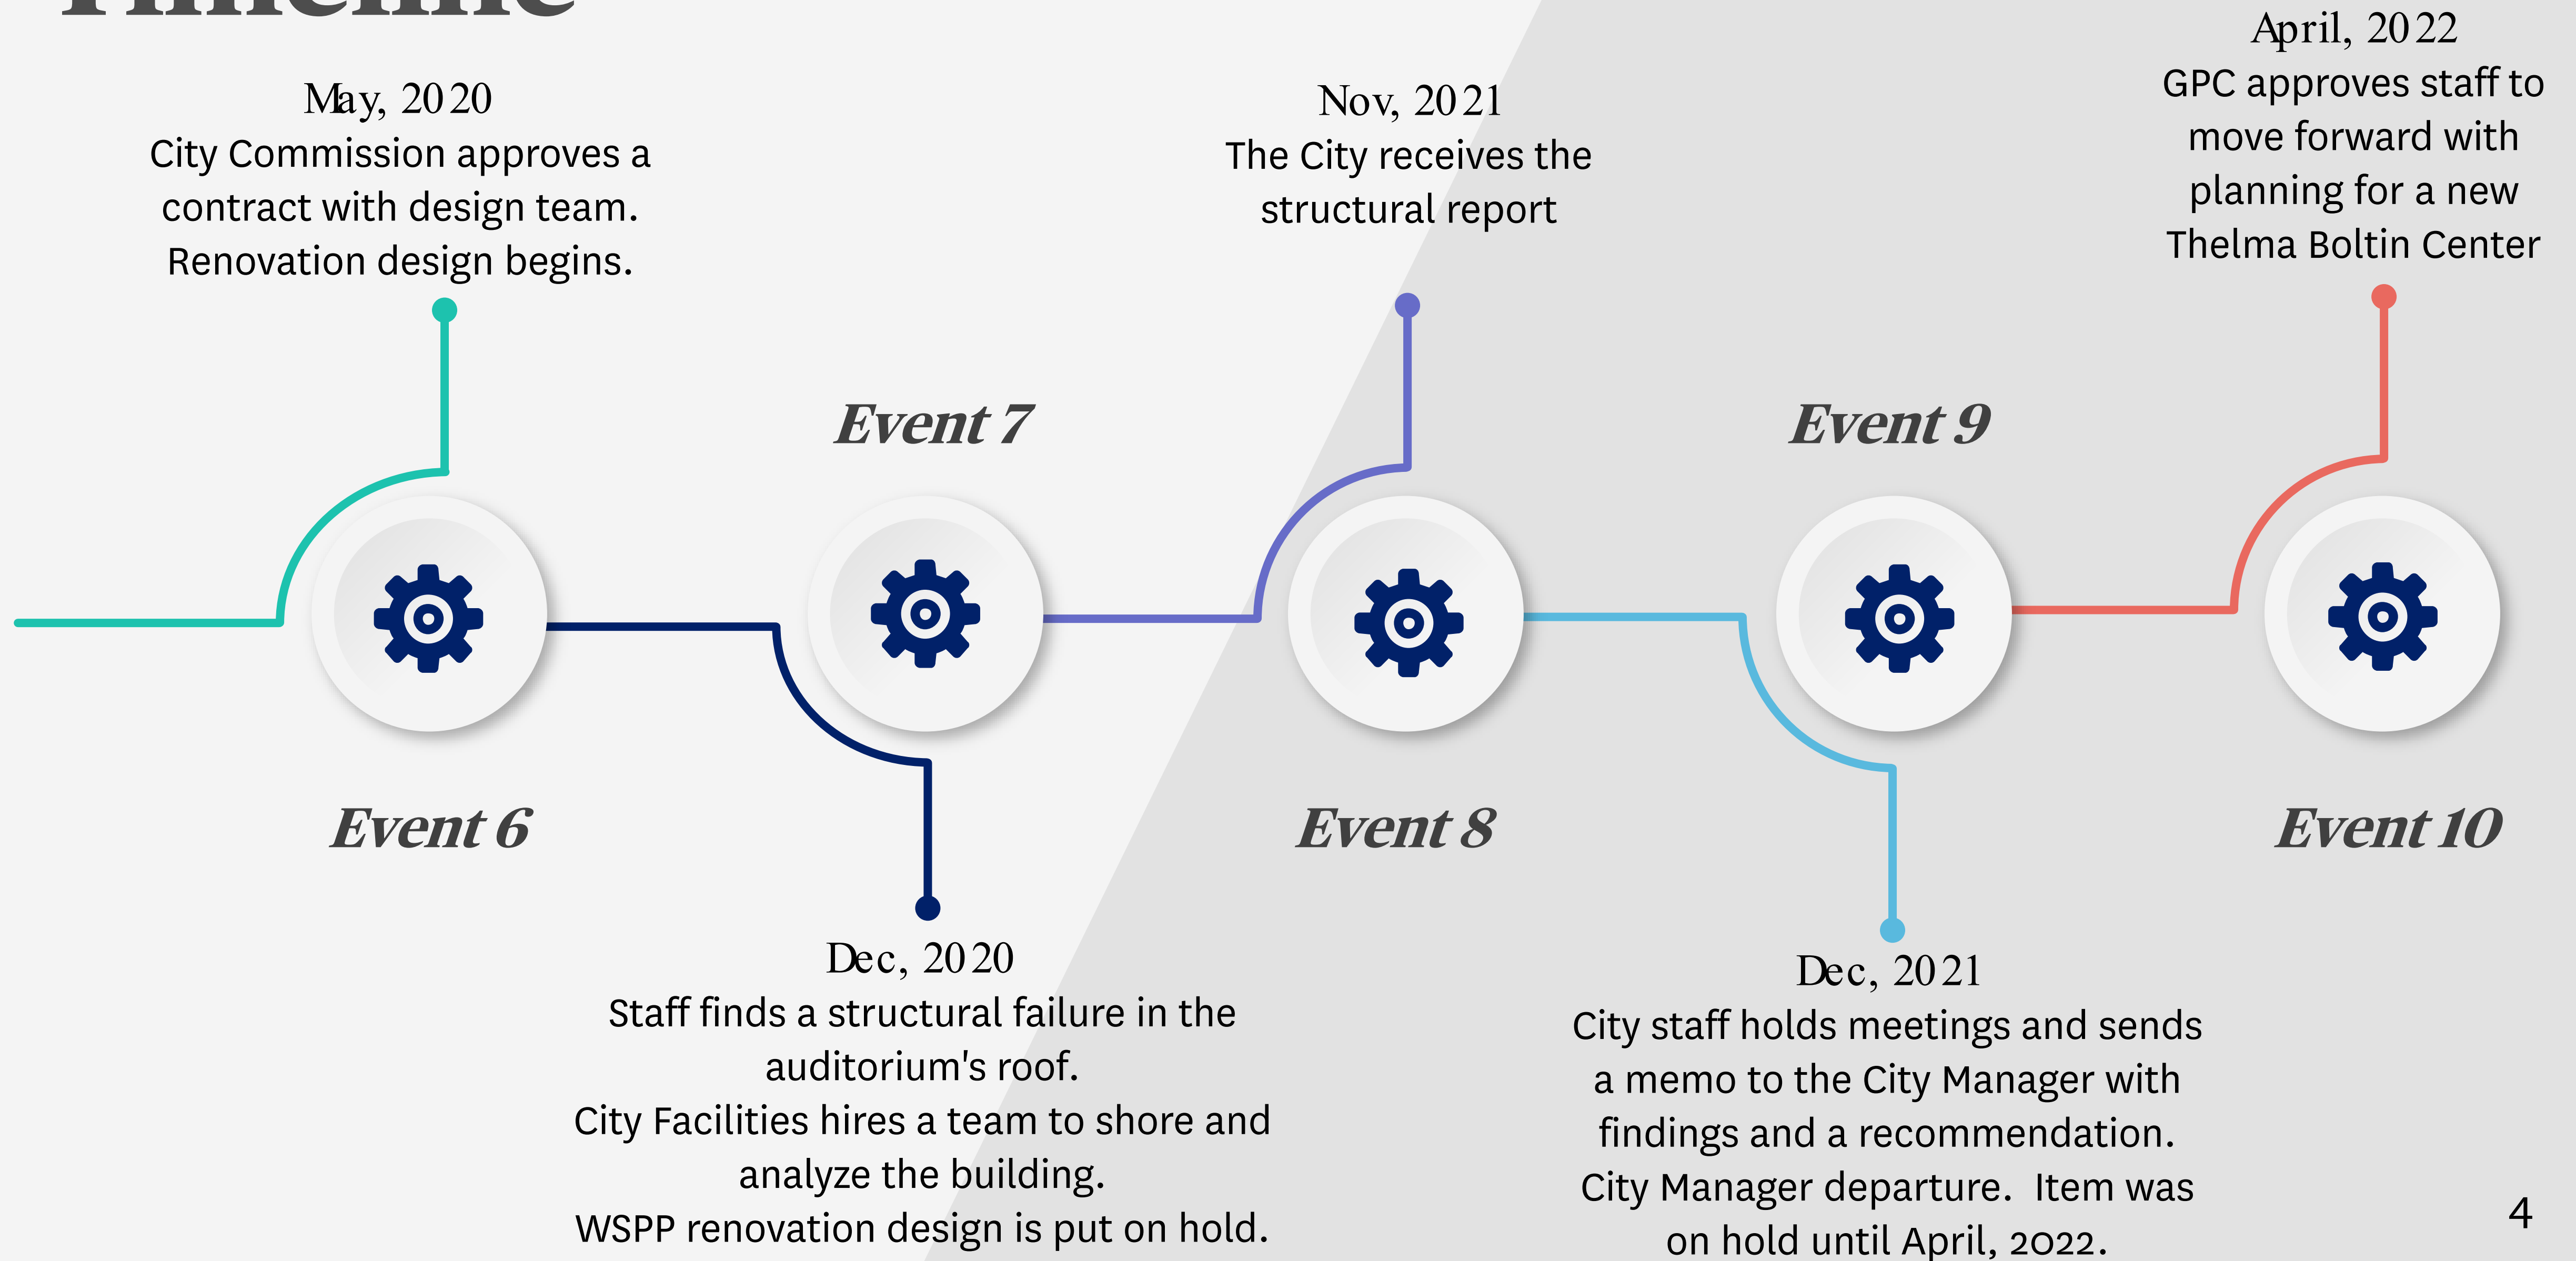 Timeline
May, 2020
City Commission approves a
contract with design team.
Renovation design begins.
Event 6
Event 7
Dec, 2020
Staff finds a structural failure in the
auditorium's roof.
City Facilities hires a team to shore and
analyze the building.
WSPP renovation design is put on hold.
Nov, 2021
The City receives the
structural report
Event 8
Event 9
Dec, 2021
City staff holds meetings and sends
a memo to the City Manager with
findings and a recommendation.
City Manager departure.  Item was
on hold until April, 2022.
April, 2022
GPC approves staff to
move forward with
planning for a new
Thelma Boltin Center
Event 10
4